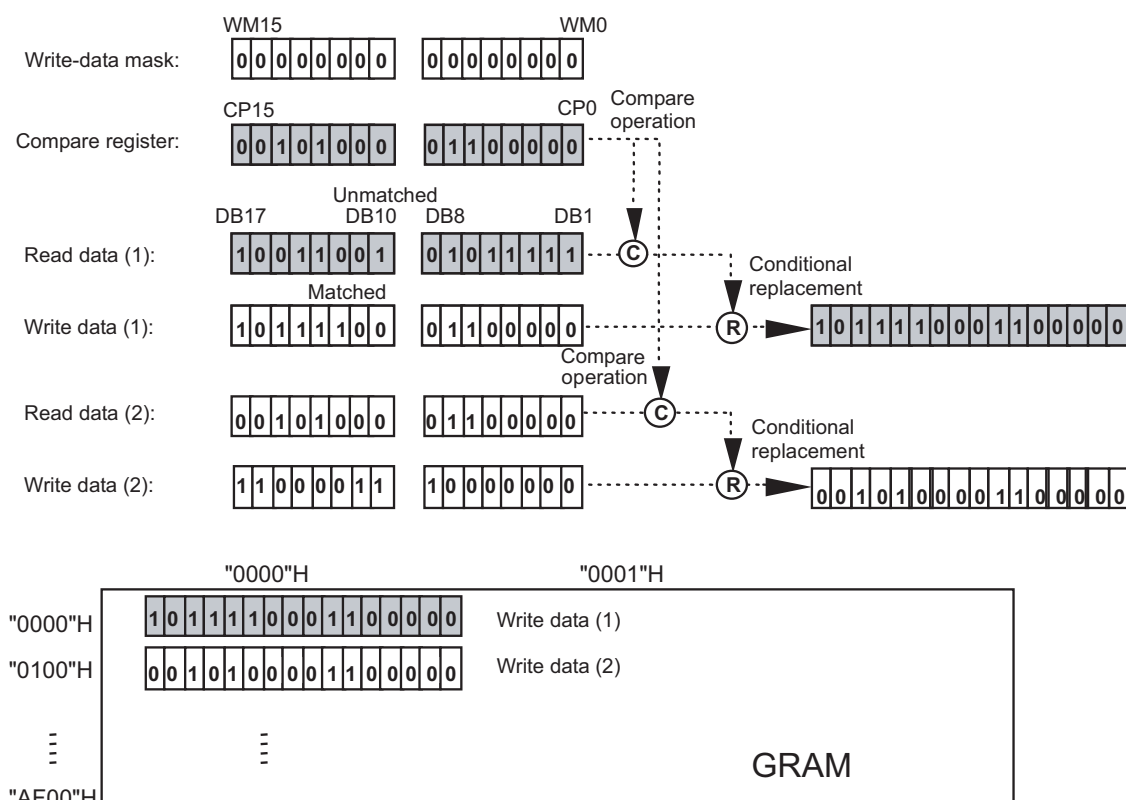 WM15 WM0
Write-data mask: 0 0 0 0 0 0 0 0 0 0 0 0 0 0 0 0
CP15 CP0 Compare
operation
Compare register: 0 0 1 0 1 0 0 0 0 1 1 0 0 0 0 0
Unmatched
DB17 DB10 DB8 DB1
Read data (1): 1 0 0 1 1 0 0 1 0 1 0 1 1 1 1 1 C
Conditional
replacement
Matched
Write data (1): 1 0 1 1 1 1 0 0 0 1 1 0 0 0 0 0 R 1 0 1 1 1 1 0 0 0 1 1 0 0 0 0 0
Compare
operation
Read data (2): 0 0 1 0 1 0 0 0 0 1 1 0 0 0 0 0 C
Conditional
replacement
Write data (2): 1 1 0 0 0 0 1 1 1 0 0 0 0 0 0 0 R 0 0 1 0 1 0 0 0 0 1 1 0 0 0 0 0
"0000"H "0001"H
"0000"H 1 0 1 1 1 1 0 0 0 1 1 0 0 0 0 0 Write data (1)
"0100"H 0 0 1 0 1 0 0 0 0 1 1 0 0 0 0 0 Write data (2)
GRAM
"AF00"H